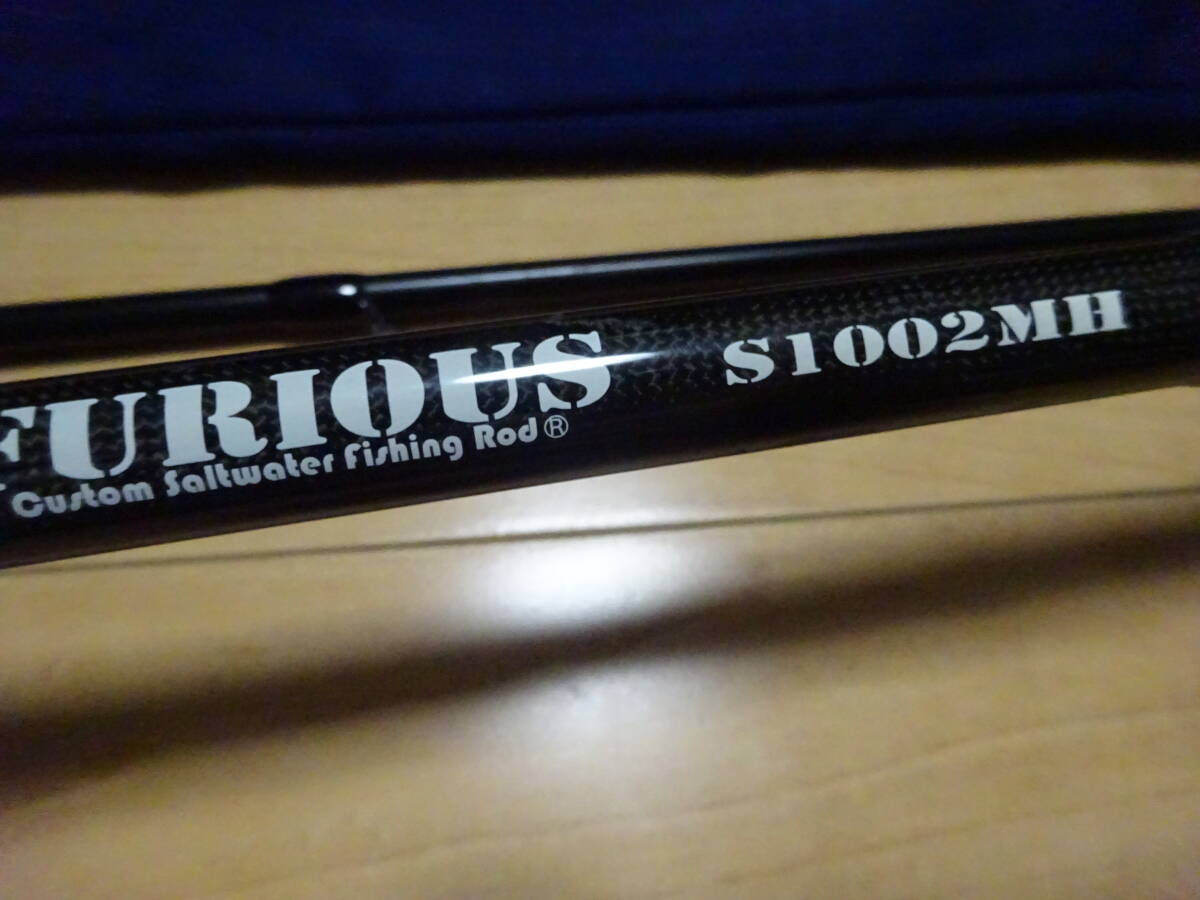 FURIOUS S1002MH
Custom Saltwater Fishing Rod®